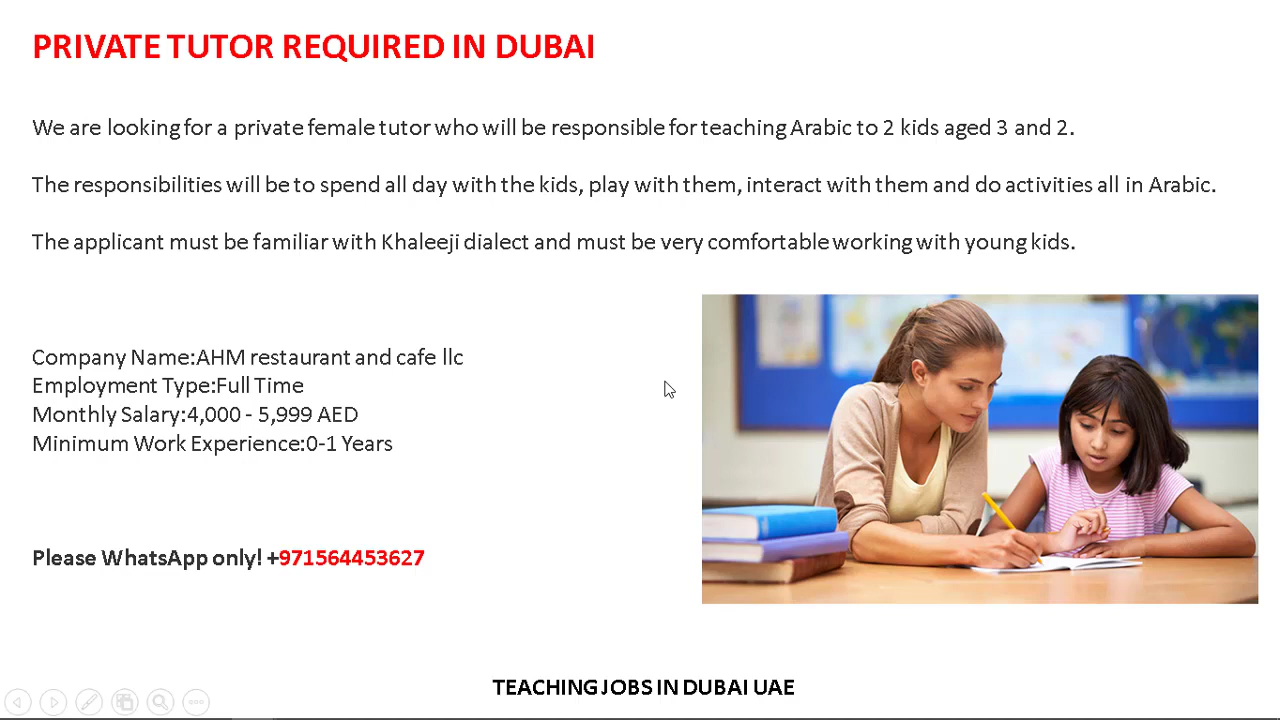 PRIVATE TUTOR REQUIRED IN DUBAI
We are looking for a private female tutor who will be responsible for teaching Arabic to 2 kids aged 3 and 2.
The responsibilities will be to spend all day with the kids, play with them, interact with them and do activities all in Arabic.
The applicant must be familiar with Khaleeji dialect and must be very comfortable working with young kids.
Company Name:AHM restaurant and cafe llc
Employment Type:Full Time
Monthly Salary:4,000 - 5,999 AED
Minimum Work Experience:0-1 Years
Please WhatsApp only! +971564453627
TEACHING JOBS IN DUBAI UAE